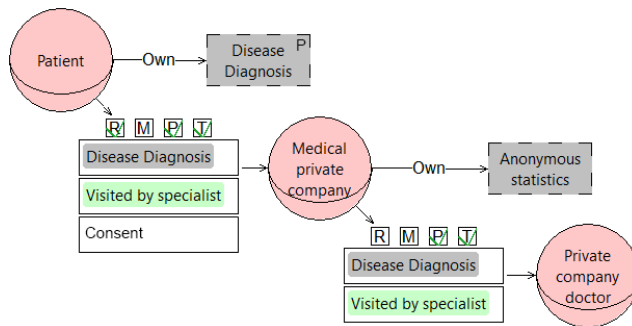 Patient
Own
Disease
Diagnosis
P
R M P T
Disease Diagnosis
Visited by specialist
Consent
Medical
private
company
Own
Anonymous
statistics
R M P T
Disease Diagnosis
Visited by specialist
Private
company
doctor